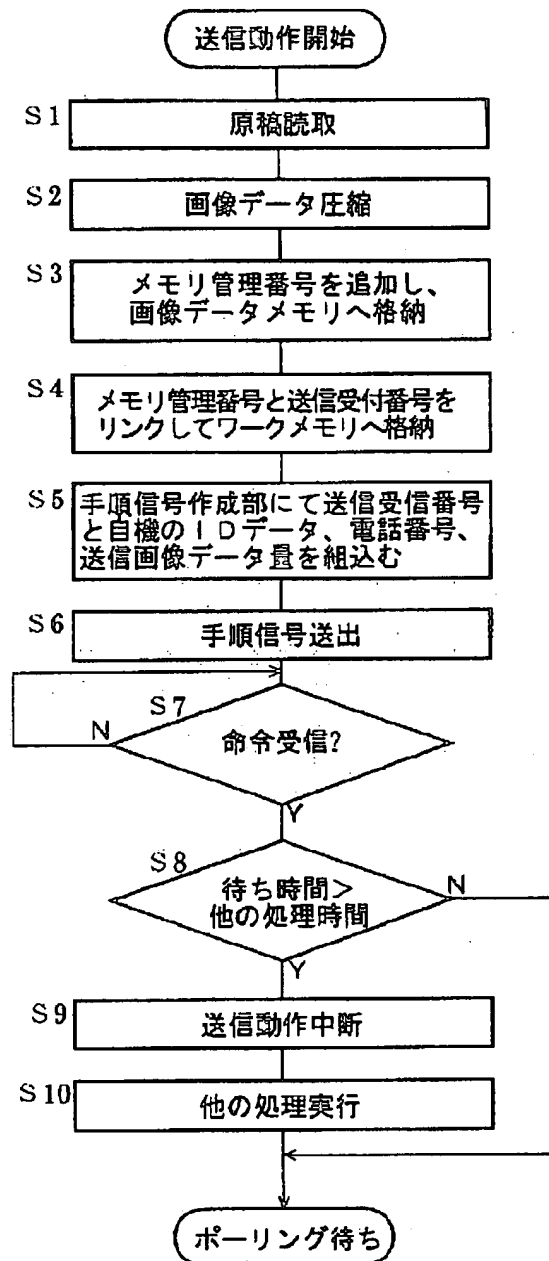 送信動作開始
S1
原稿読取
S2
画像データ圧縮
S3
メモリ管理番号を追加し、
画像データメモリへ格納
S4
メモリ管理番号と送信受付番号を
リンクしてワークメモリへ格納
S5
手順信号作成部にて送信受信番号
と自機のIDデータ、電話番号、
送信画像データ量を組込む
S6
手順信号送出
S7
N
命令受信?
Y
S8
待ち時間>
他の処理時間
N
Y
S9
送信動作中断
S10
他の処理実行
ポーリング待ち